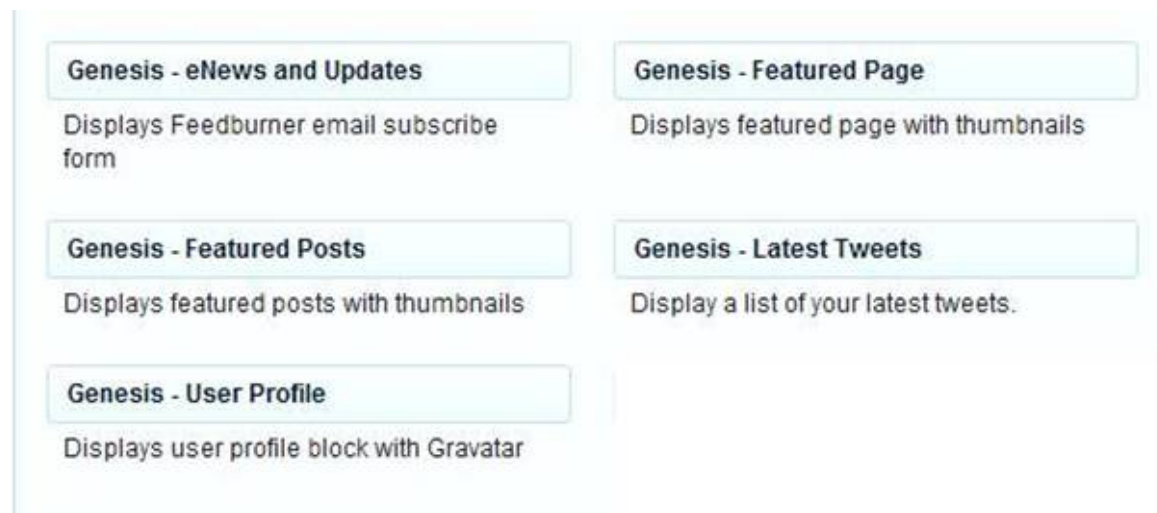 Genesis - eNews and Updates
Displays Feedburner email subscribe
form
Genesis - Featured Page
Displays featured page with thumbnails
Genesis - Featured Posts
Displays featured posts with thumbnails
Genesis - Latest Tweets
Display a list of your latest tweets.
Genesis - User Profile
Displays user profile block with Gravatar